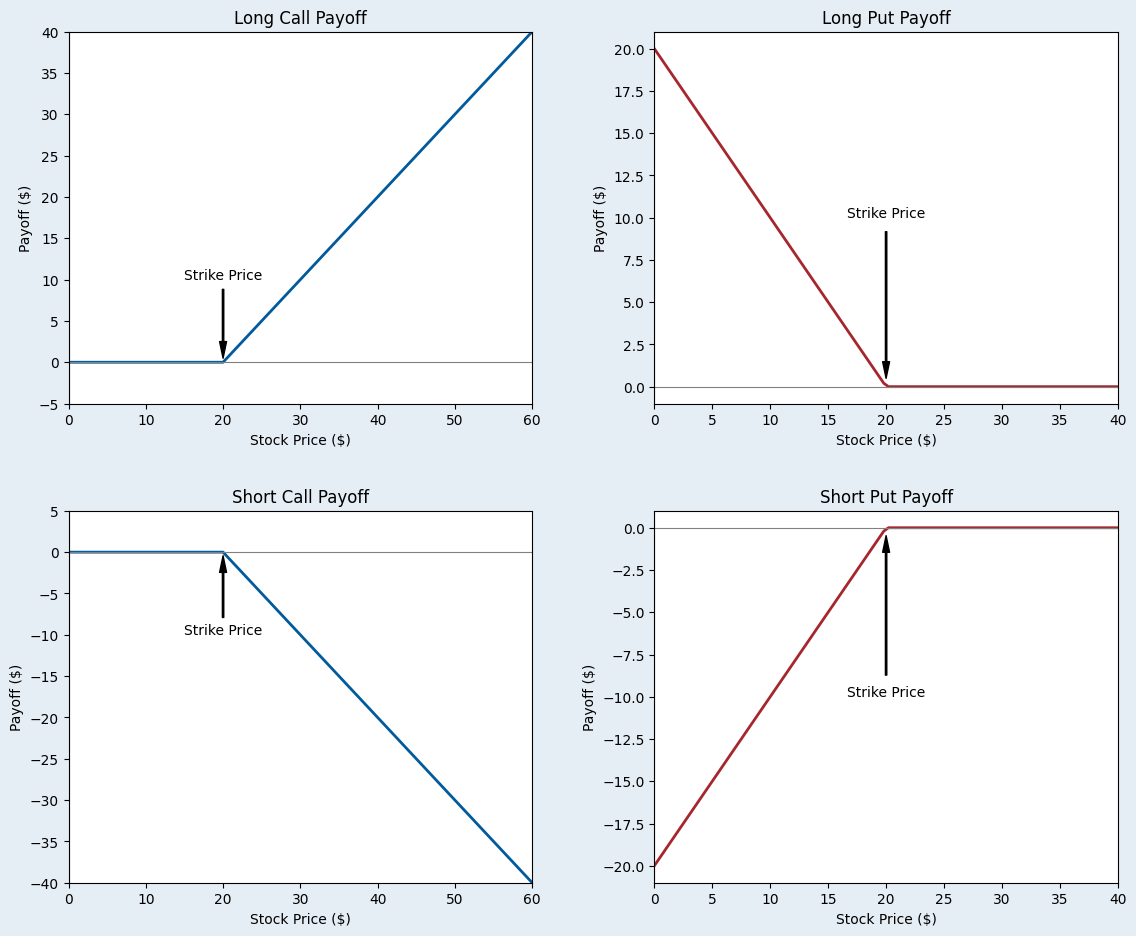 Long Call Payoff
40
35
30
25
20
15
10
5
0
−5
Payoff ($)
Strike Price
0 10 20 30 40 50 60
Stock Price ($)
Long Put Payoff
20.0
17.5
15.0
12.5
10.0
7.5
5.0
2.5
0.0
Payoff ($)
Strike Price
0 5 10 15 20 25 30 35 40
Stock Price ($)
Short Call Payoff
5
0
−5
−10
−15
−20
−25
−30
−35
−40
Payoff ($)
Strike Price
0 10 20 30 40 50 60
Stock Price ($)
Short Put Payoff
0.0
−2.5
−5.0
−7.5
−10.0
−12.5
−15.0
−17.5
−20.0
Payoff ($)
Strike Price
0 5 10 15 20 25 30 35 40
Stock Price ($)